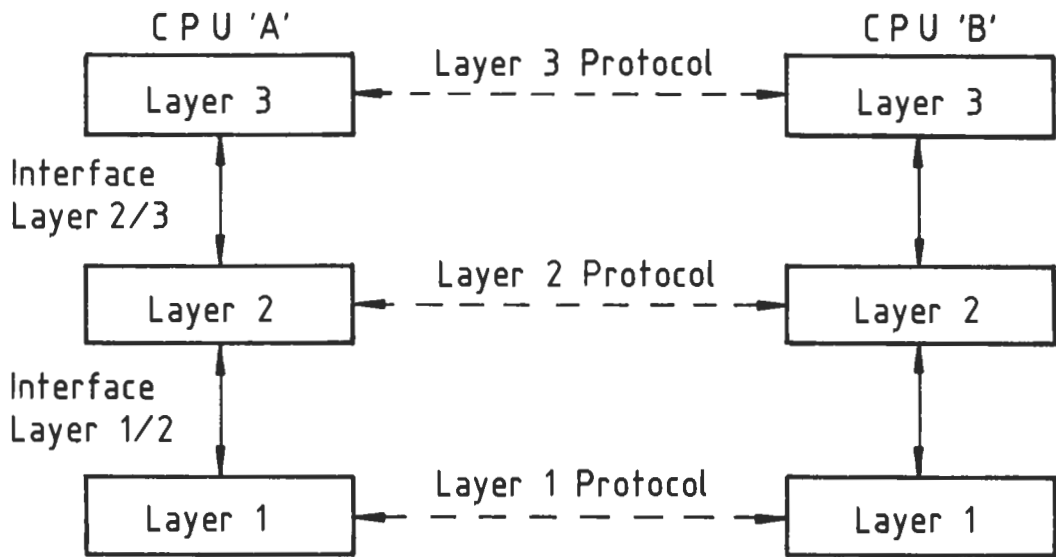 CPU 'A'
CPU 'B'
Layer 3 Protocol
Layer 3
Layer 3
Interface
Layer 2/3
Layer 2 Protocol
Layer 2
Layer 2
Interface
Layer 1/2
Layer 1 Protocol
Layer 1
Layer 1